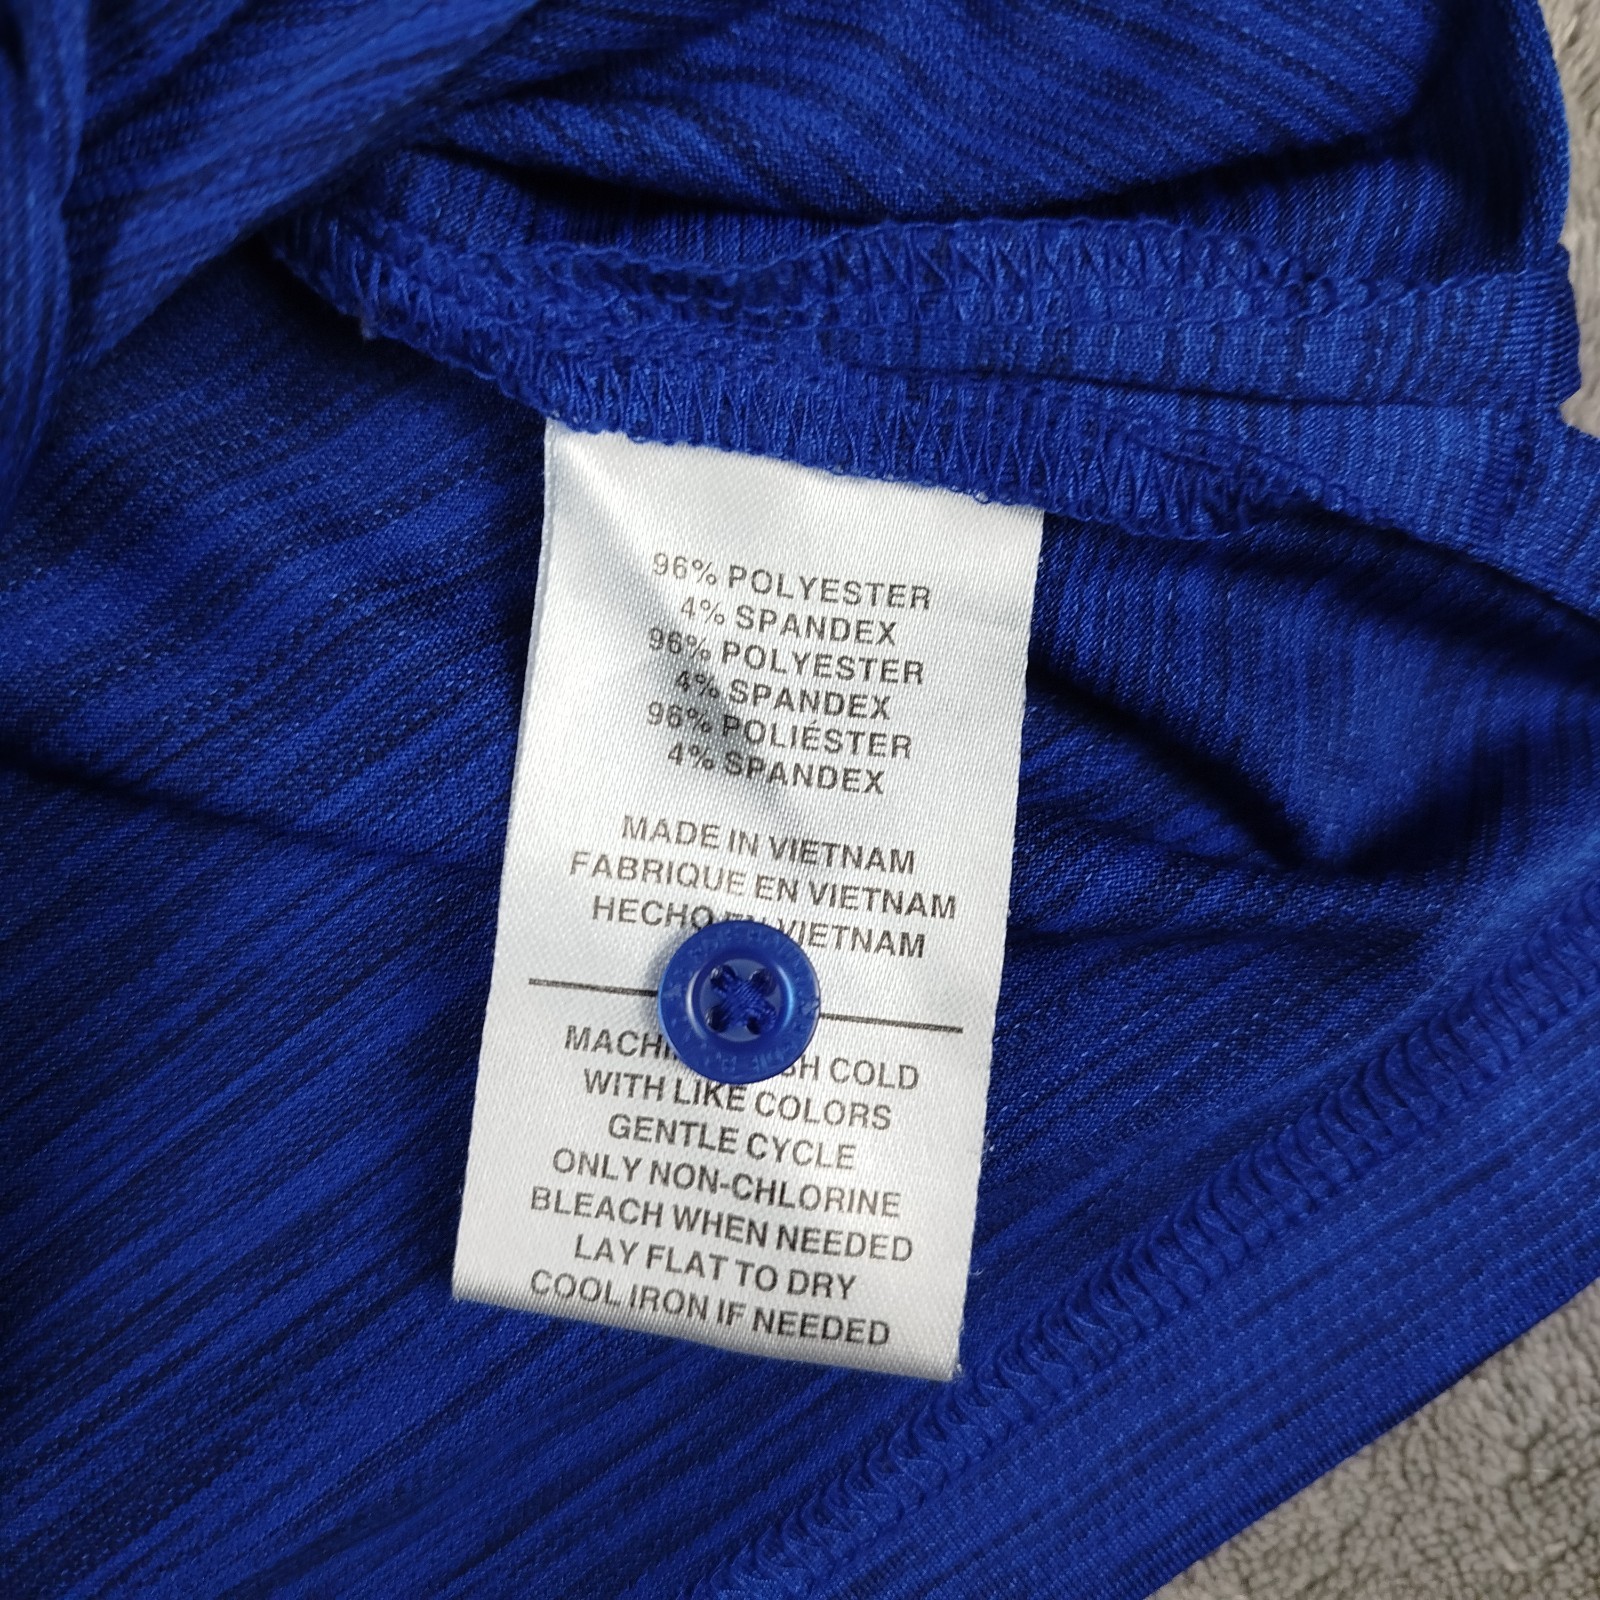 96% POLYESTER
4% SPANDEX
96% POLYESTER
4% SPANDEX
96% POLIÉSTER
4% SPANDEX
MADE IN VIETNAM
FABRIQUE EN VIETNAM
HECHO EN VIETNAM
COLD
WITH LIKE COLORS
GENTLE CYCLE
ONLY NON-CHLORINE
BLEACH WHEN NEEDED
LAY FLAT TO DRY
COOL IRON IF NEEDED